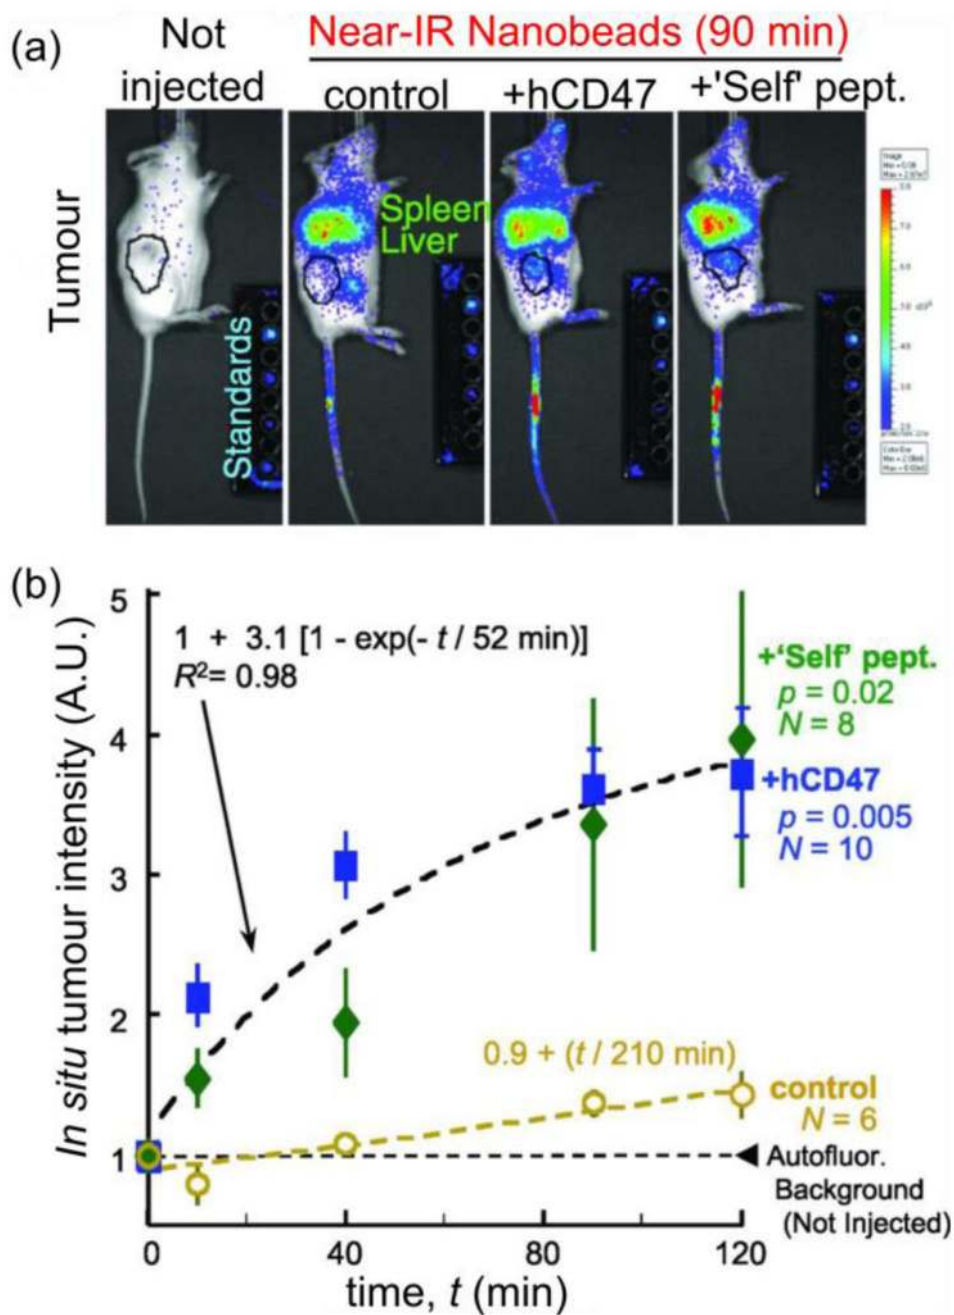 (a)
Not
injected
Near-IR Nanobeads (90 min)
control
+hCD47
+'Self' pept.
Tumour
Spleen
Liver
Standards
Image
(b)
In situ tumour intensity (A.U.)
5
4
3
2
1
1 + 3.1 [1 - exp(- t / 52 min)]
R²= 0.98
+‘Self’ pept.
p = 0.02
N = 8
+hCD47
p = 0.005
N = 10
0.9 + (t / 210 min)
control
N = 6
Autofluor.
Background
(Not Injected)
0
40
80
120
time, t (min)